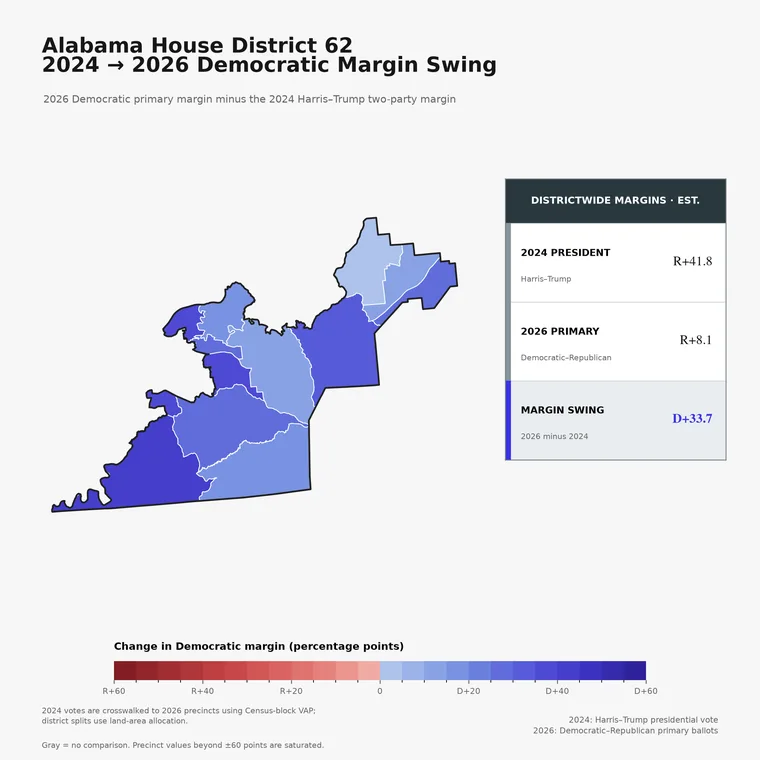 Alabama House District 62
2024 → 2026 Democratic Margin Swing
2026 Democratic primary margin minus the 2024 Harris–Trump two-party margin
DISTRICTWIDE MARGINS · EST.
2024 PRESIDENT
R+41.8
Harris–Trump
2026 PRIMARY
R+8.1
Democratic–Republican
MARGIN SWING
D+33.7
2026 minus 2024
Change in Democratic margin (percentage points)
R+60 R+40 R+20 0 D+20 D+40 D+60
2024 votes are crosswalked to 2026 precincts using Census-block VAP;
district splits use land-area allocation.
Gray = no comparison. Precinct values beyond ±60 points are saturated.
2024: Harris–Trump presidential vote
2026: Democratic–Republican primary ballots